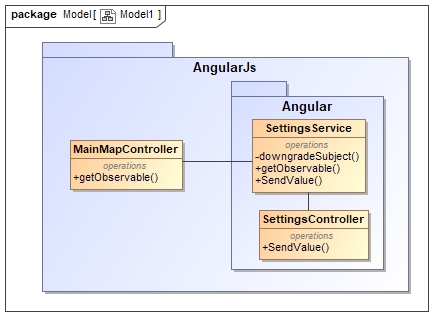 package Model[ Model1 ]
AngularJs
Angular
SettingsService
operations
-downgradeSubject()
+getObservable()
+SendValue()
MainMapController
operations
+getObservable()
SettingsController
operations
+SendValue()